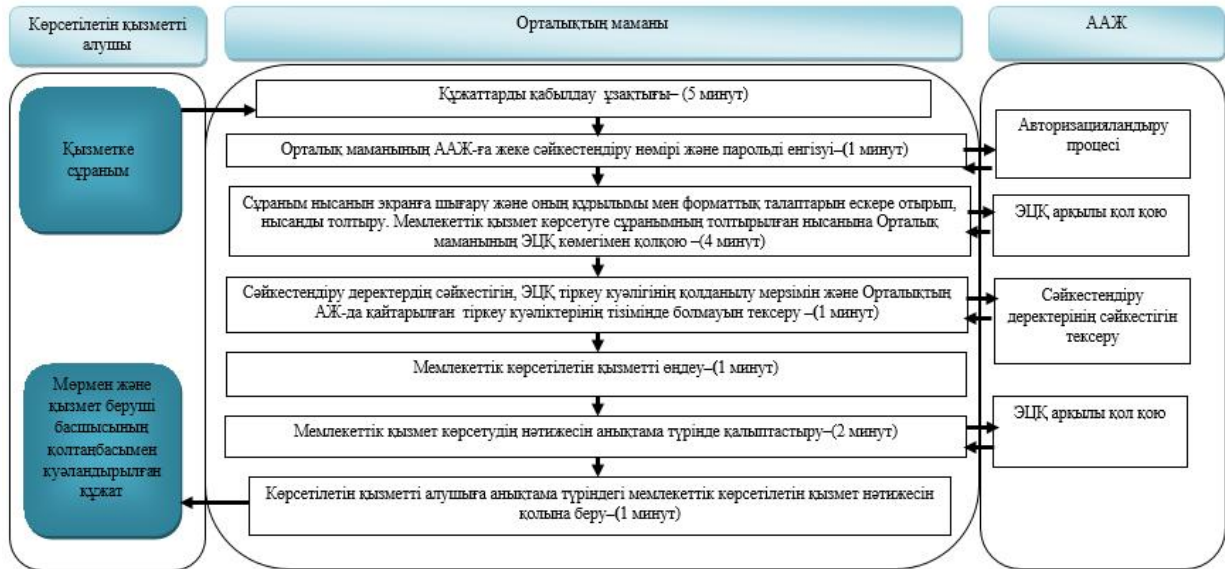 Көрсетілетін қызметті
алушы
Орталықтың маманы
ААЖ
Қызметке
сұраным
Құжаттарды қабылдау ұзақтығы– (5 минут)
Орталық маманының ААЖ-ға жеке сәйкестендіру нөмірі және парольді енгізуі–(1 минут)
Авторизацияландыру
процесі
Сұраным нысанын экранға шығару және оның құрылымы мен форматтық талаптарын ескере отырып,
нысанды толтыру. Мемлекеттік қызмет көрсетуге сұранымның толтырылған нысанына Орталық
маманының ЭЦҚ көмегімен қолқою –(4 минут)
ЭЦҚ арқылы қол қою
Сәйкестендіру деректердің сәйкестігін, ЭЦҚ тіркеу куәлігінің қолданылу мерзімін және Орталықтың
АЖ-да қайтарылған тіркеу куәліктерінің тізімінде болмауын тексеру –(1 минут)
Сәйкестендіру
деректерінің сәйкестігін
тексеру
Мемлекеттік көрсетілетін қызметті өңдеу–(1 минут)
Мөрмен және
қызмет беруші
басшысының
қолтаңбасымен
куәландырылған
құжат
Мемлекеттік қызмет көрсетудің нәтижесін анықтама түрінде қалыптастыру–(2 минут)
ЭЦҚ арқылы қол қою
Көрсетілетін қызметті алушыға анықтама түріндегі мемлекеттік көрсетілетін қызмет нәтижесін
қолына беру–(1 минут)